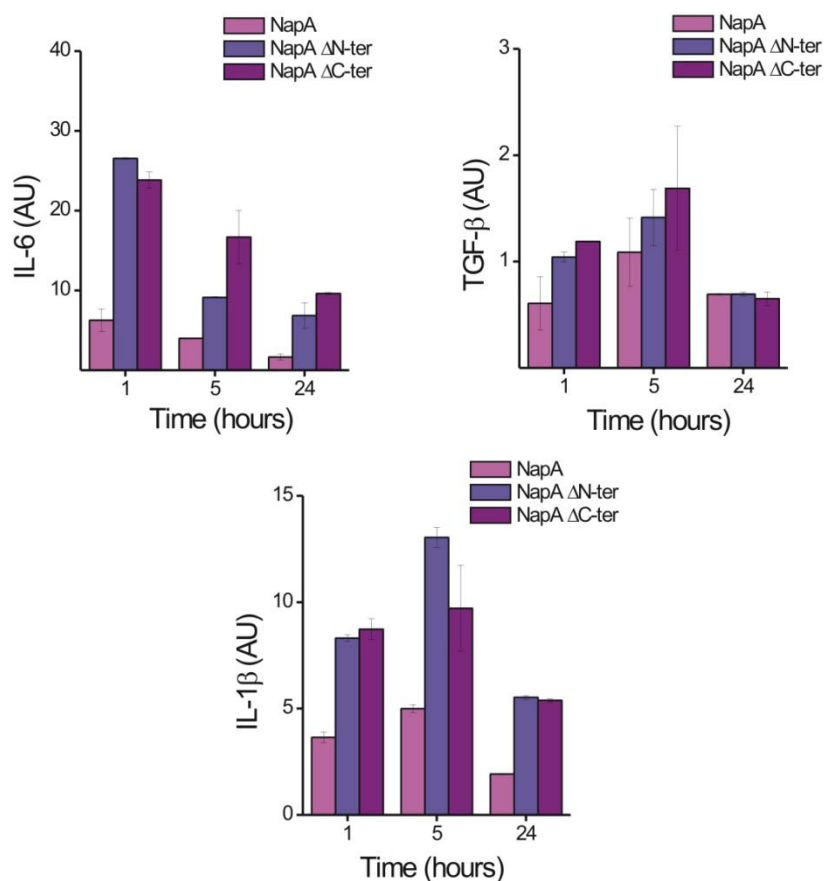 NapA
NapA ΔN-ter
NapA ΔC-ter
IL-6 (AU)
40
30
20
10
1 5 24
Time (hours)
NapA
NapA ΔN-ter
NapA ΔC-ter
TGF-β (AU)
3
2
1
0
1 5 24
Time (hours)
NapA
NapA ΔN-ter
NapA ΔC-ter
IL-1β (AU)
15
10
5
0
1 5 24
Time (hours)